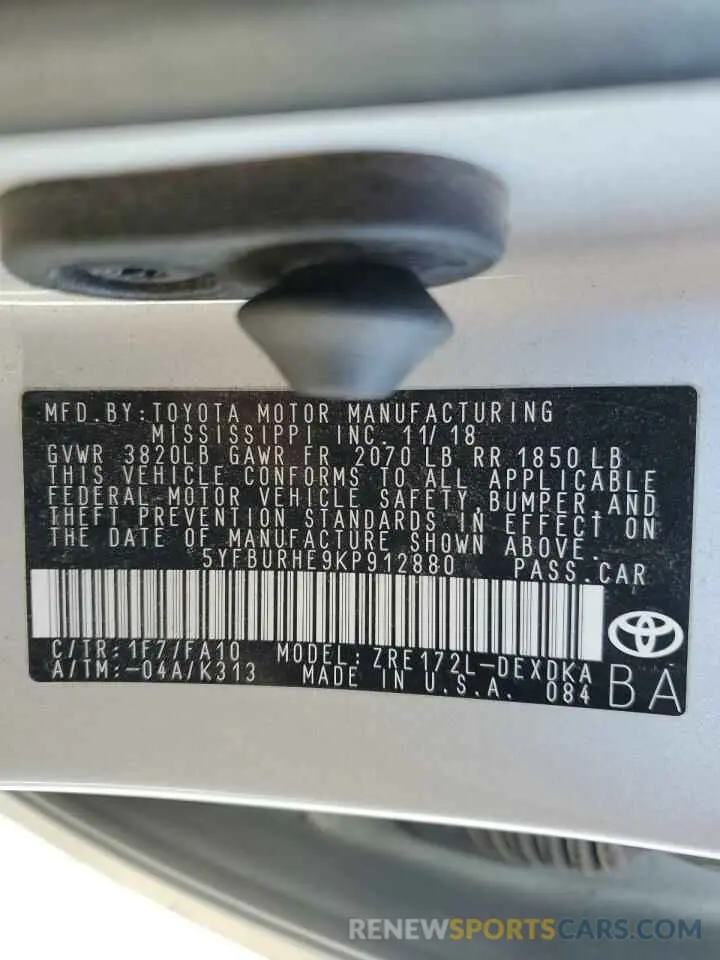 MFD.BY:TOYOTA MOTOR MANUFACTURING
MISSISSIPPI INC. 11/18
GVWR 3820LB GAWR FR 2070 LB RR 1850 LB
THIS VEHICLE CONFORMS TO ALL APPLICABLE
FEDERAL MOTOR VEHICLE SAFETY,BUMPER,AND
THEFT PREVENTION STANDARDS IN EFFECT ON
THE DATE OF MANUFACTURE SHOWN ABOVE.
5YFBURHE9KP912880 PASS.CAR
C/TR:1F7/FA10 MODEL:ZRE172L-DEXDKA
A/TM:-04A/K313 MADE IN U.S.A. 084 BA
RENEWSPORTSCARS.COM